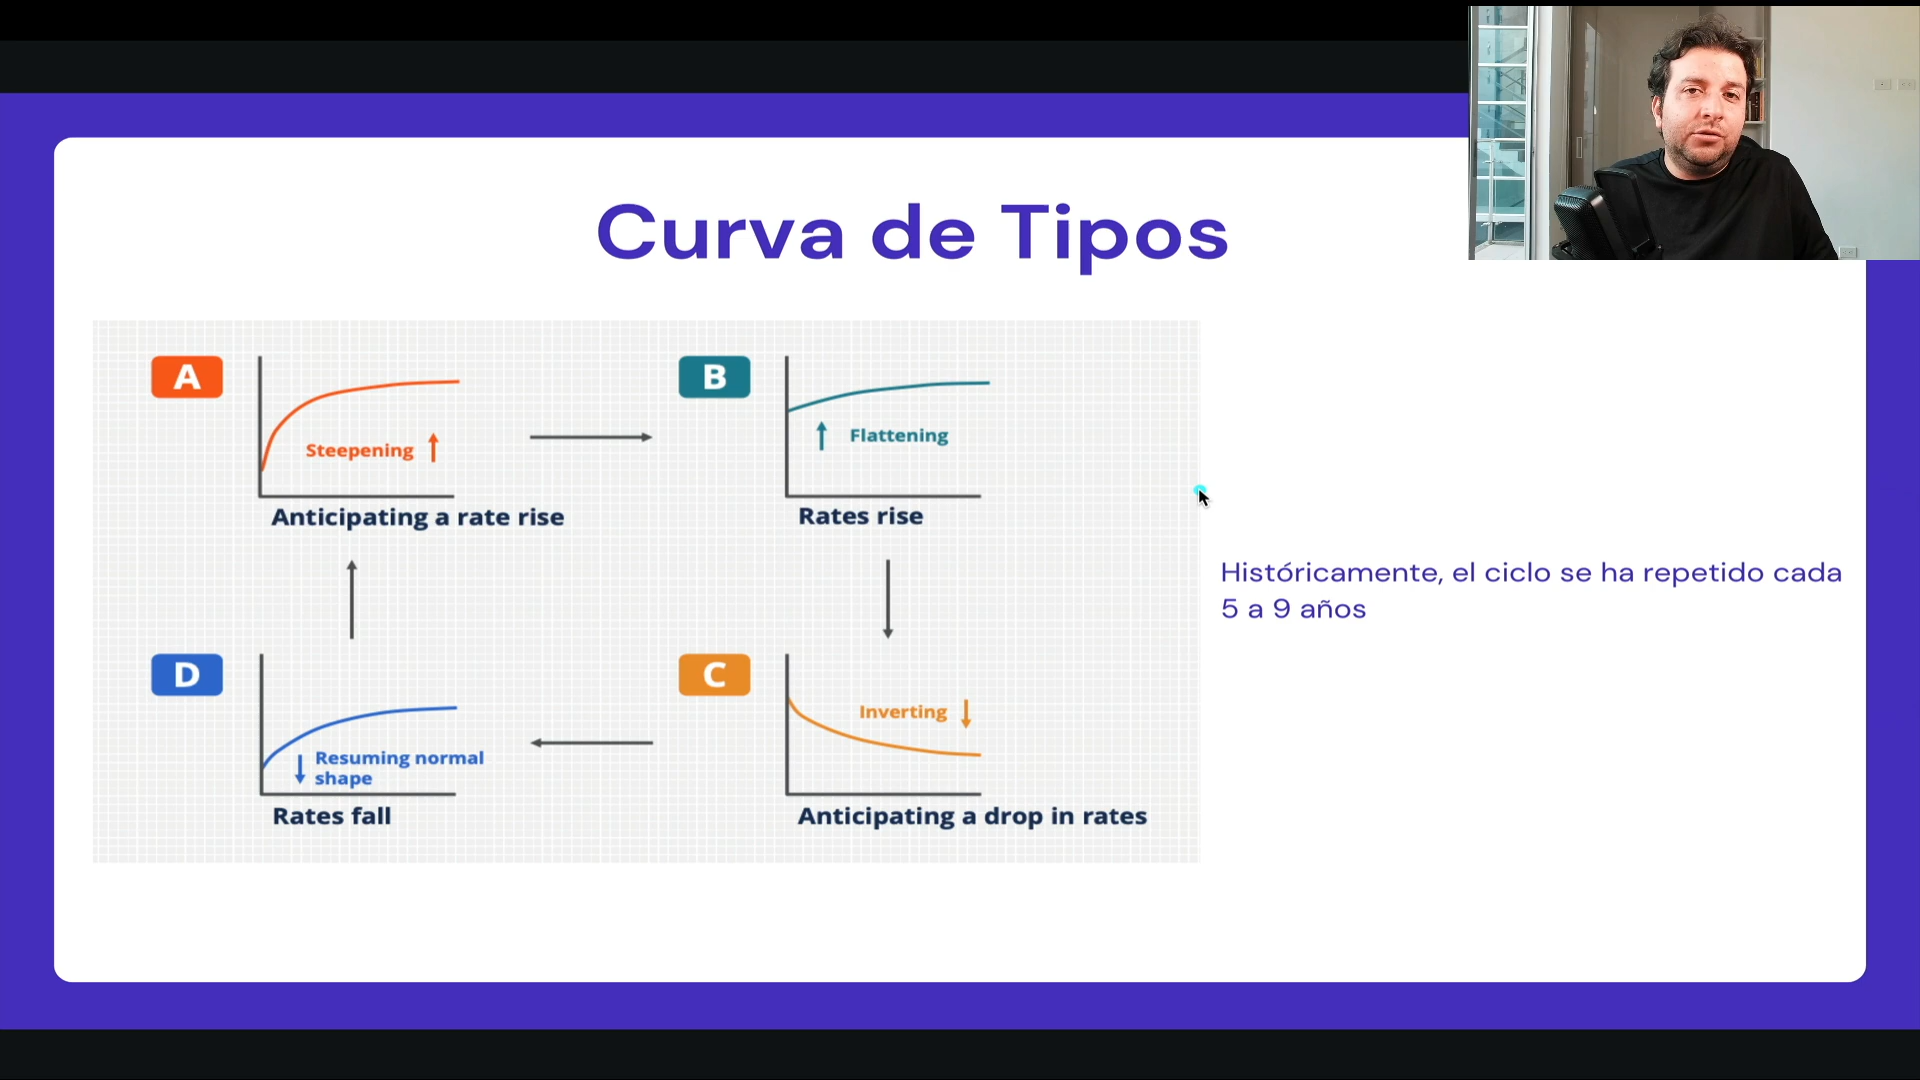 Curva de Tipos
A
Steepening
Anticipating a rate rise
B
Flattening
Rates rise
Históricamente, el ciclo se ha repetido cada
5 a 9 años
D
Resuming normal
shape
Rates fall
C
Inverting
Anticipating a drop in rates